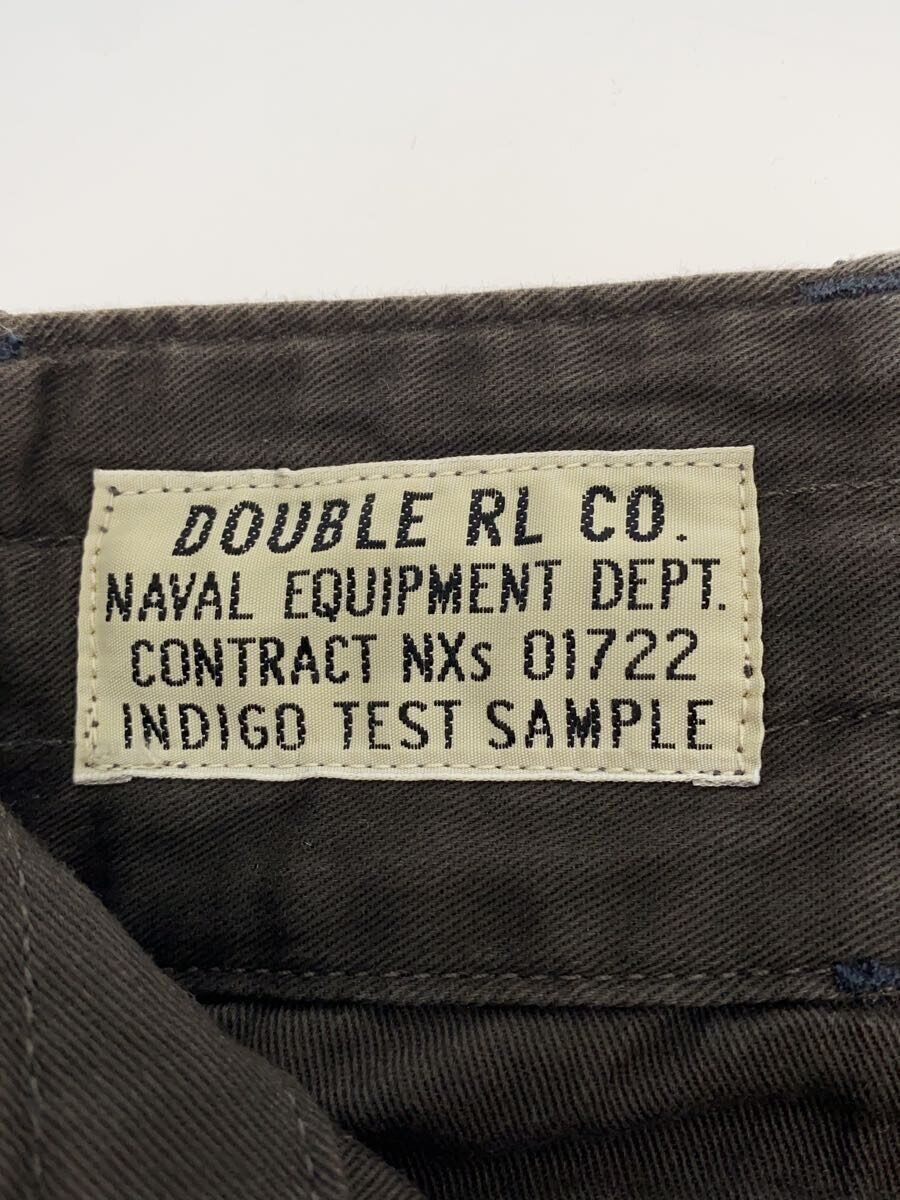 DOUBLE RL CO.
NAVAL EQUIPMENT DEPT.
CONTRACT NXs 01722
INDIGO TEST SAMPLE